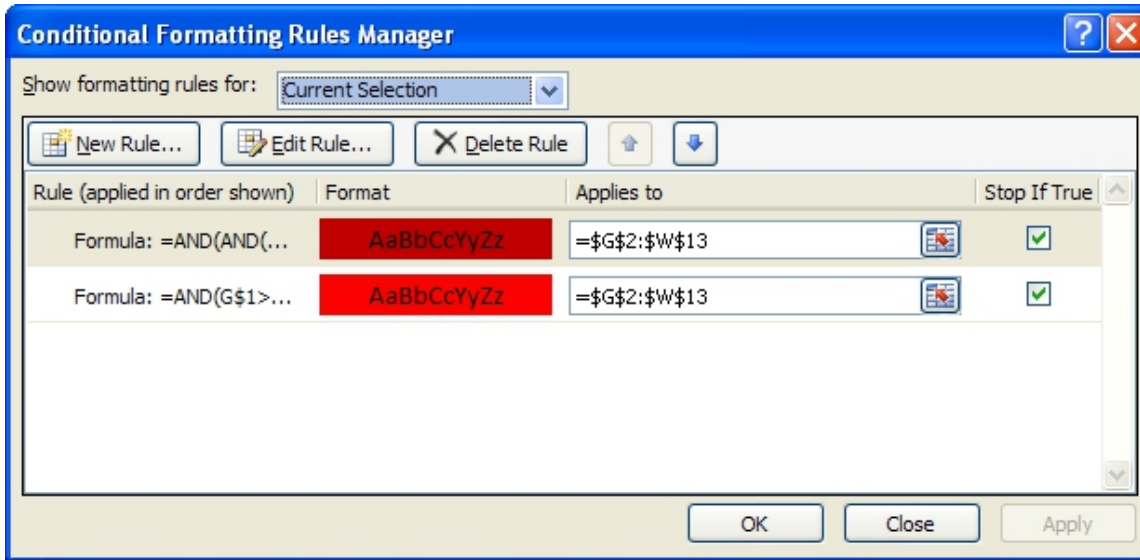 Conditional Formatting Rules Manager
Show formatting rules for: Current Selection
New Rule... Edit Rule... Delete Rule
Rule (applied in order shown) Format Applies to Stop If True
Formula: =AND(AND(... AaBbCcYyZz =$G$2:$W$13
Formula: =AND(G$1>... AaBbCcYyZz =$G$2:$W$13
OK Close Apply